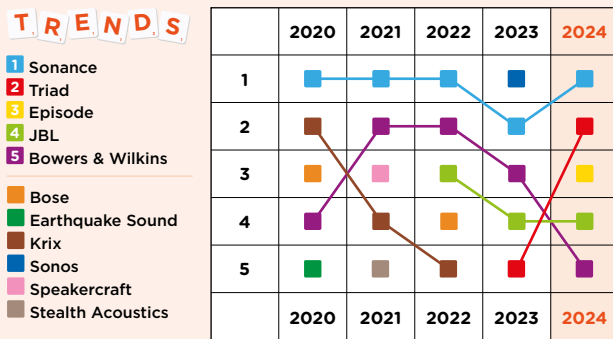 TRENDS
1 Sonance
2 Triad
3 Episode
4 JBL
5 Bowers & Wilkins
Bose
Earthquake Sound
Krix
Sonos
Speakercraft
Stealth Acoustics
2020 2021 2022 2023 2024
1
2
3
4
5
2020 2021 2022 2023 2024